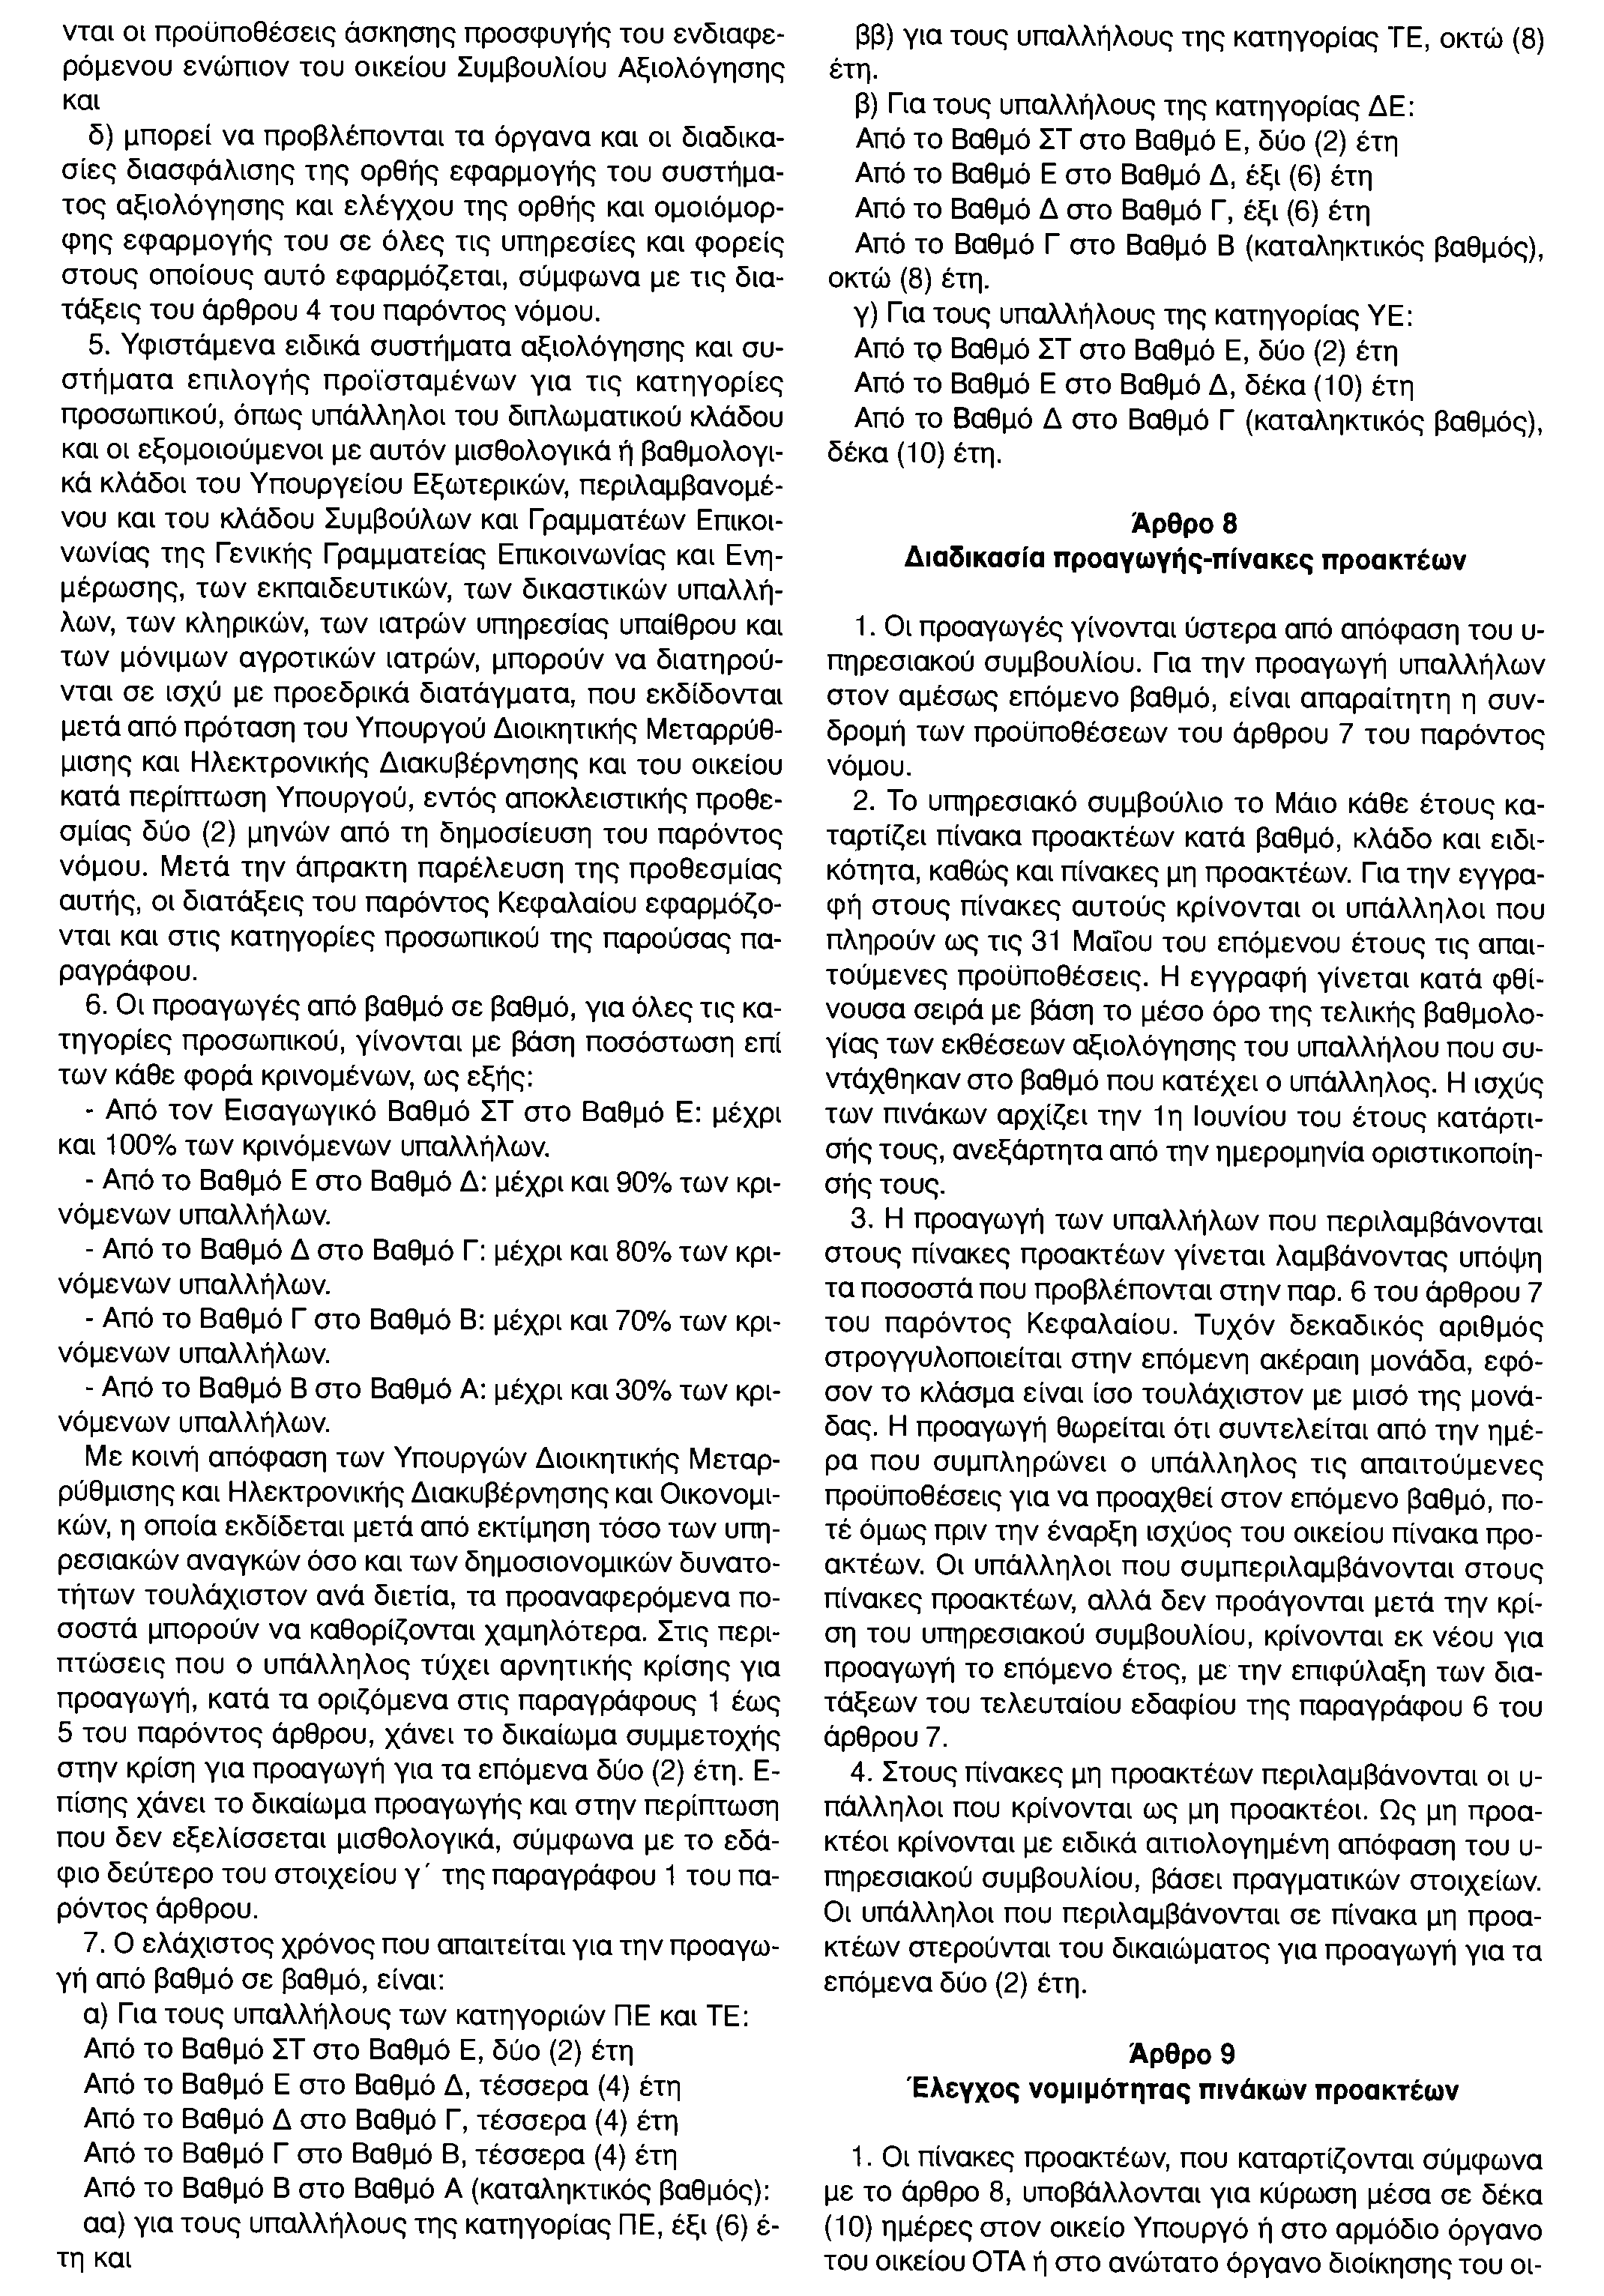 νται οι προϋποθέσεις άσκησης προσφυγής του ενδιαφε-
ρόμενου ενώπιον του οικείου Συμβουλίου Αξιολόγησης
και
δ) μπορεί να προβλέπονται τα όργανα και οι διαδικα-
σίες διασφάλισης της ορθής εφαρμογής του συστήμα-
τος αξιολόγησης και ελέγχου της ορθής και ομοιόμορ-
φης εφαρμογής του σε όλες τις υπηρεσίες και φορείς
στους οποίους αυτό εφαρμόζεται, σύμφωνα με τις δια-
τάξεις του άρθρου 4 του παρόντος νόμου.
5. Υφιστάμενα ειδικά συστήματα αξιολόγησης και συ-
στήματα επιλογής προϊσταμένων για τις κατηγορίες
προσωπικού, όπως υπάλληλοι του διπλωματικού κλάδου
και οι εξομοιούμενοι με αυτόν μισθολογικά ή βαθμολογι-
κά κλάδοι του Υπουργείου Εξωτερικών, περιλαμβανομέ-
νου και του κλάδου Συμβούλων και Γραμματέων Επικοι-
νωνίας της Γενικής Γραμματείας Επικοινωνίας και Ενη-
μέρωσης, των εκπαιδευτικών, των δικαστικών υπαλλή-
λων, των κληρικών, των ιατρών υπηρεσίας υπαίθρου και
των μόνιμων αγροτικών ιατρών, μπορούν να διατηρού-
νται σε ισχύ με προεδρικά διατάγματα, που εκδίδονται
μετά από πρόταση του Υπουργού Διοικητικής Μεταρρύθ-
μισης και Ηλεκτρονικής Διακυβέρνησης και του οικείου
κατά περίπτωση Υπουργού, εντός αποκλειστικής προθε-
σμίας δύο (2) μηνών από τη δημοσίευση του παρόντος
νόμου. Μετά την άπρακτη παρέλευση της προθεσμίας
αυτής, οι διατάξεις του παρόντος Κεφαλαίου εφαρμόζο-
νται και στις κατηγορίες προσωπικού της παρούσας πα-
ραγράφου.
6. Οι προαγωγές από βαθμό σε βαθμό, για όλες τις κα-
τηγορίες προσωπικού, γίνονται με βάση ποσόστωση επί
των κάθε φορά κρινομένων, ως εξής:
- Από τον Εισαγωγικό Βαθμό ΣΤ στο Βαθμό Ε: μέχρι
και 100% των κρινόμενων υπαλλήλων.
- Από το Βαθμό Ε στο Βαθμό Δ: μέχρι και 90% των κρι-
νόμενων υπαλλήλων.
- Από το Βαθμό Δ στο Βαθμό Γ: μέχρι και 80% των κρι-
νόμενων υπαλλήλων.
- Από το Βαθμό Γ στο Βαθμό Β: μέχρι και 70% των κρι-
νόμενων υπαλλήλων.
- Από το Βαθμό Β στο Βαθμό Α: μέχρι και 30% των κρι-
νόμενων υπαλλήλων.
Με κοινή απόφαση των Υπουργών Διοικητικής Μεταρ-
ρύθμισης και Ηλεκτρονικής Διακυβέρνησης και Οικονομι-
κών, η οποία εκδίδεται μετά από εκτίμηση τόσο των υπη-
ρεσιακών αναγκών όσο και των δημοσιονομικών δυνατο-
τήτων τουλάχιστον ανά διετία, τα προαναφερόμενα πο-
σοστά μπορούν να καθορίζονται χαμηλότερα. Στις περι-
πτώσεις που ο υπάλληλος τύχει αρνητικής κρίσης για
προαγωγή, κατά τα οριζόμενα στις παραγράφους 1 έως
5 του παρόντος άρθρου, χάνει το δικαίωμα συμμετοχής
στην κρίση για προαγωγή για τα επόμενα δύο (2) έτη. Ε-
πίσης χάνει το δικαίωμα προαγωγής και στην περίπτωση
που δεν εξελίσσεται μισθολογικά, σύμφωνα με το εδά-
φιο δεύτερο του στοιχείου γ΄ της παραγράφου 1 του πα-
ρόντος άρθρου.
7. Ο ελάχιστος χρόνος που απαιτείται για την προαγω-
γή από βαθμό σε βαθμό, είναι:
α) Για τους υπαλλήλους των κατηγοριών ΠΕ και ΤΕ:
Από το Βαθμό ΣΤ στο Βαθμό Ε, δύο (2) έτη
Από το Βαθμό Ε στο Βαθμό Δ, τέσσερα (4) έτη
Από το Βαθμό Δ στο Βαθμό Γ, τέσσερα (4) έτη
Από το Βαθμό Γ στο Βαθμό Β, τέσσερα (4) έτη
Από το Βαθμό Β στο Βαθμό Α (καταληκτικός βαθμός):
αα) για τους υπαλλήλους της κατηγορίας ΠΕ, έξι (6) έ-
τη και
ββ) για τους υπαλλήλους της κατηγορίας ΤΕ, οκτώ (8)
έτη.
β) Για τους υπαλλήλους της κατηγορίας ΔΕ:
Από το Βαθμό ΣΤ στο Βαθμό Ε, δύο (2) έτη
Από το Βαθμό Ε στο Βαθμό Δ, έξι (6) έτη
Από το Βαθμό Δ στο Βαθμό Γ, έξι (6) έτη
Από το Βαθμό Γ στο Βαθμό Β (καταληκτικός βαθμός),
οκτώ (8) έτη.
γ) Για τους υπαλλήλους της κατηγορίας ΥΕ:
Από το Βαθμό ΣΤ στο Βαθμό Ε, δύο (2) έτη
Από το Βαθμό Ε στο Βαθμό Δ, δέκα (10) έτη
Από το Βαθμό Δ στο Βαθμό Γ (καταληκτικός βαθμός),
δέκα (10) έτη.
Άρθρο 8
Διαδικασία προαγωγής-πίνακες προακτέων
1. Οι προαγωγές γίνονται ύστερα από απόφαση του υ-
πηρεσιακού συμβουλίου. Για την προαγωγή υπαλλήλων
στον αμέσως επόμενο βαθμό, είναι απαραίτητη η συν-
δρομή των προϋποθέσεων του άρθρου 7 του παρόντος
νόμου.
2. Το υπηρεσιακό συμβούλιο το Μάιο κάθε έτους κα-
ταρτίζει πίνακα προακτέων κατά βαθμό, κλάδο και ειδι-
κότητα, καθώς και πίνακες μη προακτέων. Για την εγγρα-
φή στους πίνακες αυτούς κρίνονται οι υπάλληλοι που
πληρούν ως τις 31 Μαΐου του επόμενου έτους τις απαι-
τούμενες προϋποθέσεις. Η εγγραφή γίνεται κατά φθί-
νουσα σειρά με βάση το μέσο όρο της τελικής βαθμολο-
γίας των εκθέσεων αξιολόγησης του υπαλλήλου που συ-
ντάχθηκαν στο βαθμό που κατέχει ο υπάλληλος. Η ισχύς
των πινάκων αρχίζει την 1η Ιουνίου του έτους κατάρτι-
σής τους, ανεξάρτητα από την ημερομηνία οριστικοποίη-
σής τους.
3. Η προαγωγή των υπαλλήλων που περιλαμβάνονται
στους πίνακες προακτέων γίνεται λαμβάνοντας υπόψη
τα ποσοστά που προβλέπονται στην παρ. 6 του άρθρου 7
του παρόντος Κεφαλαίου. Τυχόν δεκαδικός αριθμός
στρογγυλοποιείται στην επόμενη ακέραιη μονάδα, εφό-
σον το κλάσμα είναι ίσο τουλάχιστον με μισό της μονά-
δας. Η προαγωγή θωρείται ότι συντελείται από την ημέ-
ρα που συμπληρώνει ο υπάλληλος τις απαιτούμενες
προϋποθέσεις για να προαχθεί στον επόμενο βαθμό, πο-
τέ όμως πριν την έναρξη ισχύος του οικείου πίνακα προ-
ακτέων. Οι υπάλληλοι που συμπεριλαμβάνονται στους
πίνακες προακτέων, αλλά δεν προάγονται μετά την κρί-
ση του υπηρεσιακού συμβουλίου, κρίνονται εκ νέου για
προαγωγή το επόμενο έτος, με την επιφύλαξη των δια-
τάξεων του τελευταίου εδαφίου της παραγράφου 6 του
άρθρου 7.
4. Στους πίνακες μη προακτέων περιλαμβάνονται οι υ-
πάλληλοι που κρίνονται ως μη προακτέοι. Ως μη προα-
κτέοι κρίνονται με ειδικά αιτιολογημένη απόφαση του υ-
πηρεσιακού συμβουλίου, βάσει πραγματικών στοιχείων.
Οι υπάλληλοι που περιλαμβάνονται σε πίνακα μη προα-
κτέων στερούνται του δικαιώματος για προαγωγή για τα
επόμενα δύο (2) έτη.
Άρθρο 9
Έλεγχος νομιμότητας πινάκων προακτέων
1. Οι πίνακες προακτέων, που καταρτίζονται σύμφωνα
με το άρθρο 8, υποβάλλονται για κύρωση μέσα σε δέκα
(10) ημέρες στον οικείο Υπουργό ή στο αρμόδιο όργανο
του οικείου ΟΤΑ ή στο ανώτατο όργανο διοίκησης του οι-